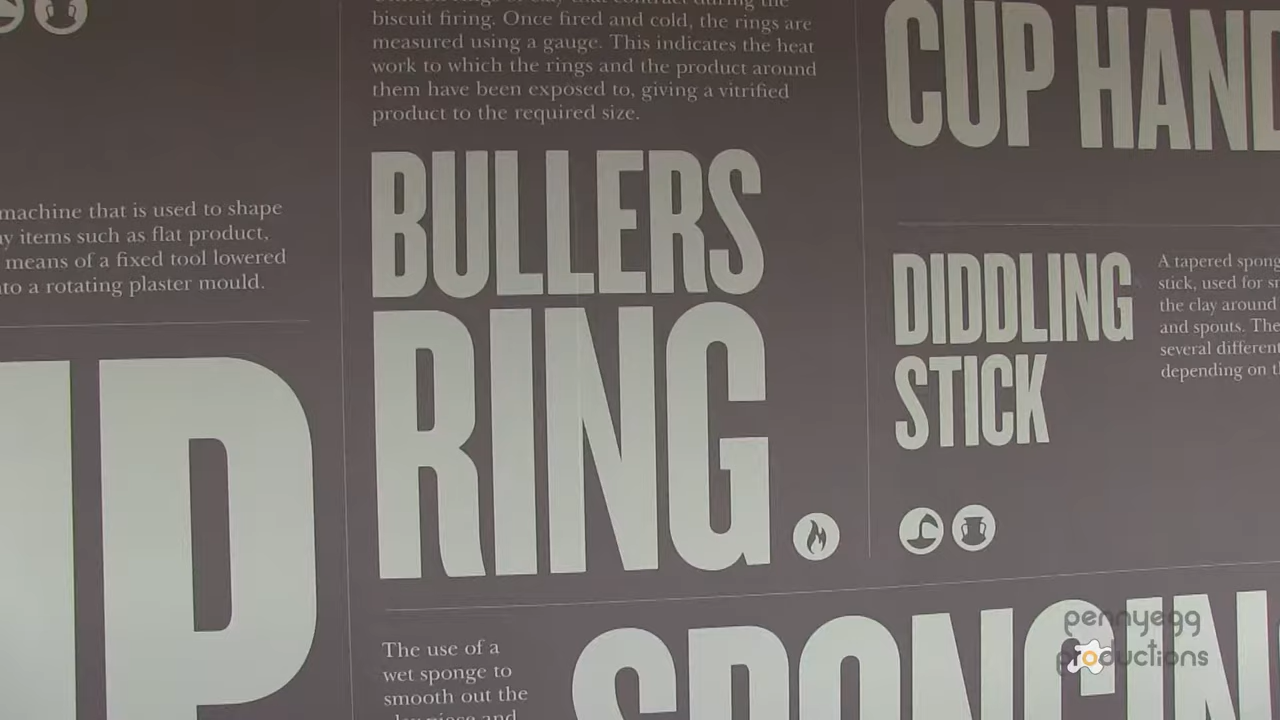 biscuit firing. Once fired and cold, the rings are
measured using a gauge. This indicates the heat
work to which the rings and the product around
them have been exposed to, giving a vitrified
product to the required size.
BULLERS
RING.
machine that is used to shape
items such as flat product,
means of a fixed tool lowered
a rotating plaster mould.
IP
CUP HAND
DIDDLING
STICK
A tapered
stick, used for
the clay around
and spouts. The
several different
depending on
The use of a
wet sponge to
smooth out the
SPONGIN
pennyegg
productions